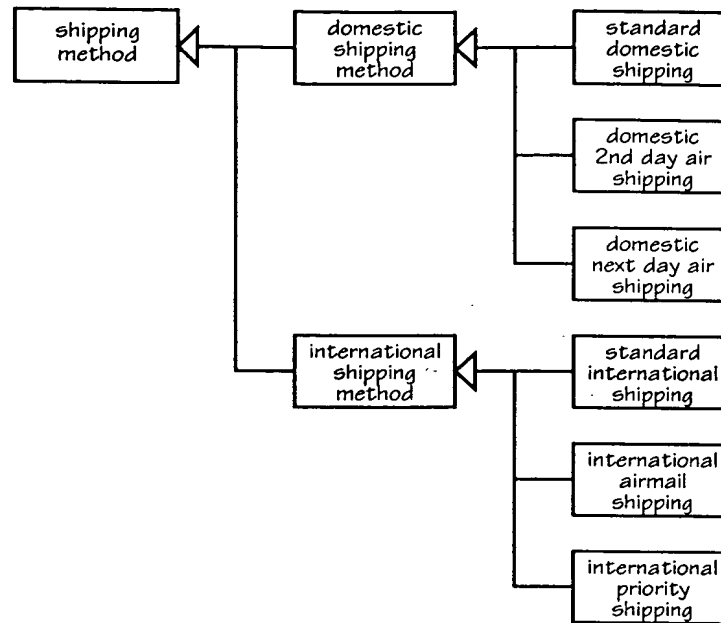 shipping
method
domestic
shipping
method
standard
domestic
shipping
domestic
2nd day air
shipping
domestic
next day air
shipping
international
shipping
method
standard
international
shipping
international
airmail
shipping
international
priority
shipping